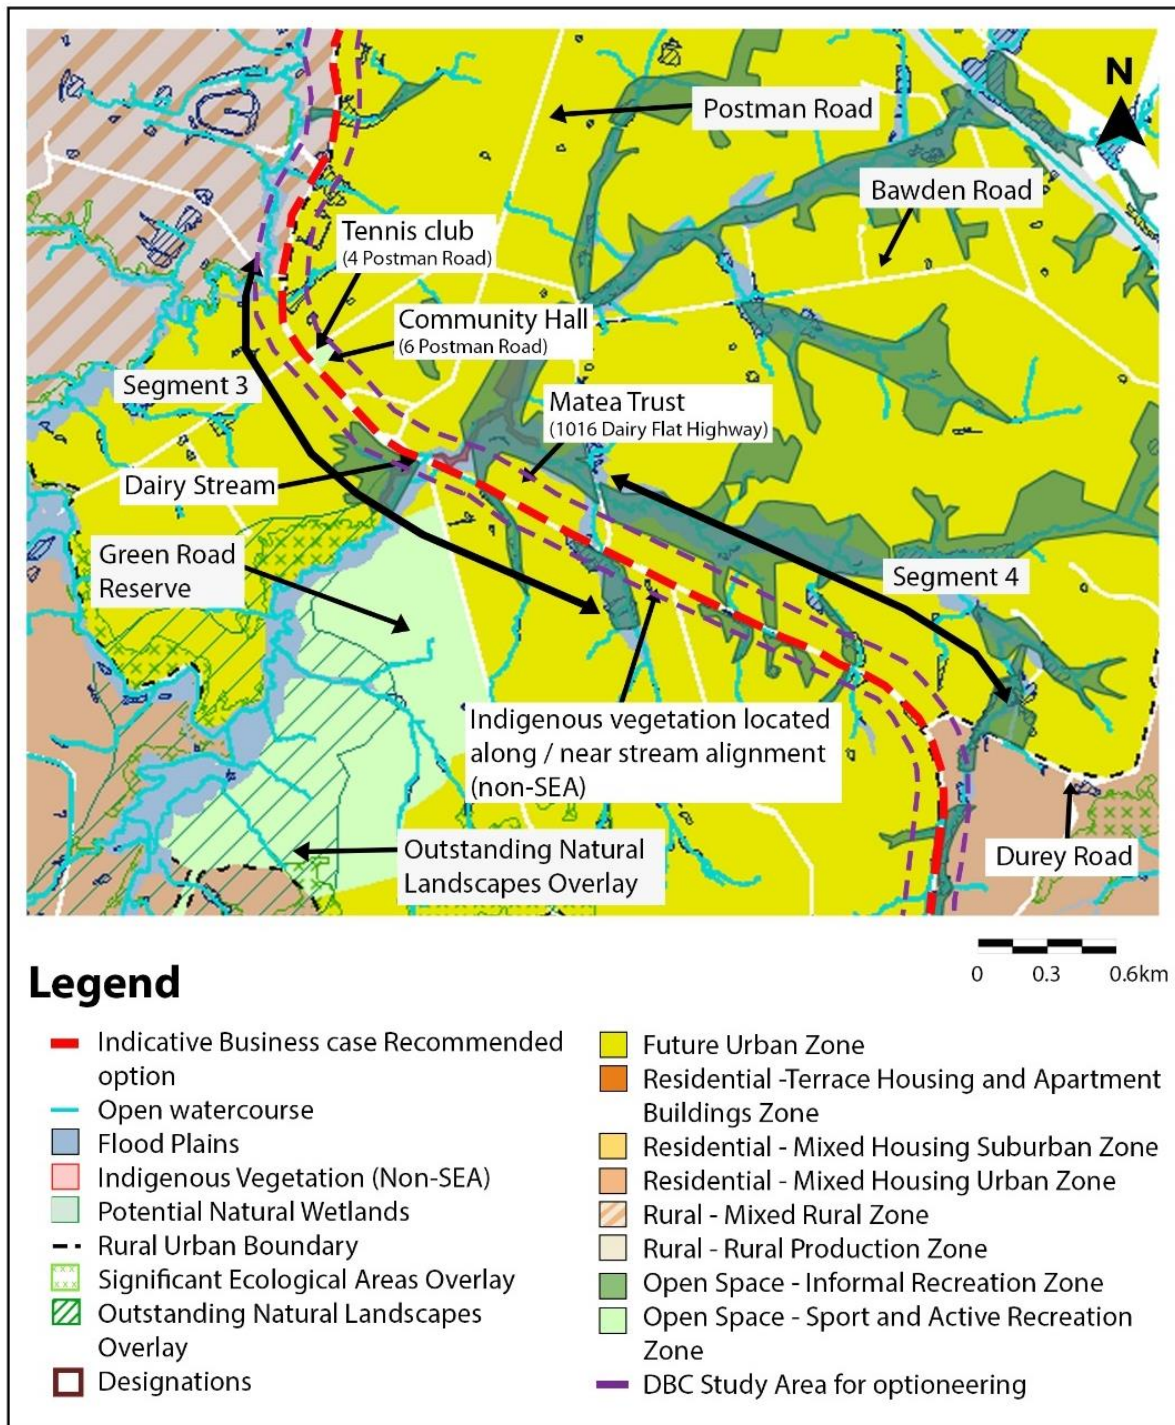 N
Postman Road
Bawden Road
Tennis club
(4 Postman Road)
Community Hall
(6 Postman Road)
Segment 3
Matea Trust
(1016 Dairy Flat Highway)
Dairy Stream
Green Road
Reserve
Segment 4
Indigenous vegetation located
along / near stream alignment
(non-SEA)
Outstanding Natural
Landscapes Overlay
Durey Road
0 0.3 0.6km
Legend
Indicative Business case Recommended
option
Open watercourse
Flood Plains
Indigenous Vegetation (Non-SEA)
Potential Natural Wetlands
Rural Urban Boundary
Significant Ecological Areas Overlay
Outstanding Natural Landscapes
Overlay
Designations
Future Urban Zone
Residential -Terrace Housing and Apartment
Buildings Zone
Residential - Mixed Housing Suburban Zone
Residential - Mixed Housing Urban Zone
Rural - Mixed Rural Zone
Rural - Rural Production Zone
Open Space - Informal Recreation Zone
Open Space - Sport and Active Recreation
Zone
DBC Study Area for optioneering